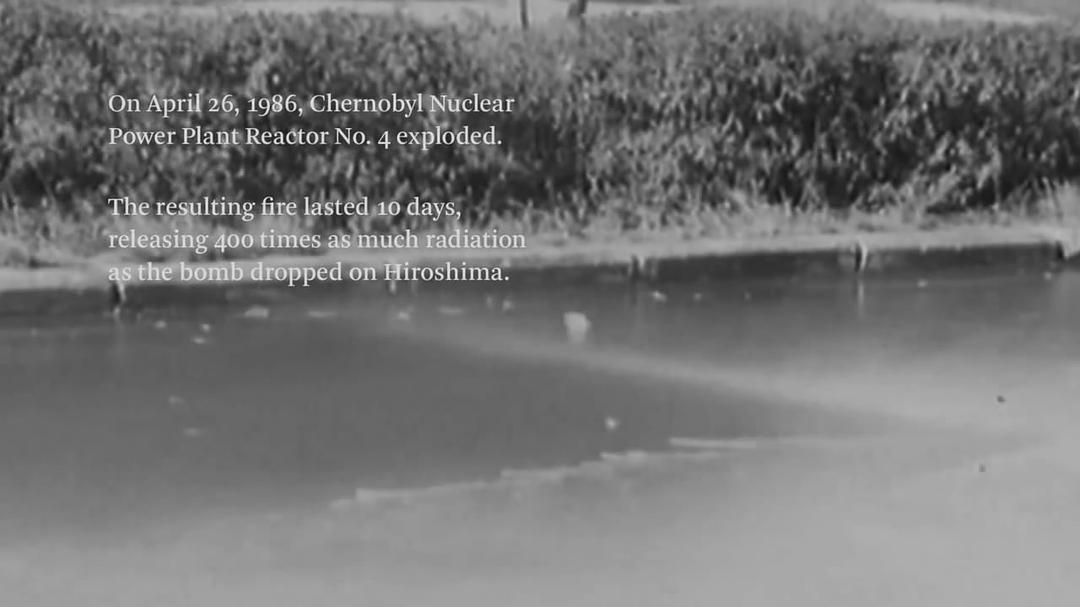 On April 26, 1986, Chernobyl Nuclear
Power Plant Reactor No. 4 exploded.
The resulting fire lasted 10 days,
releasing 400 times as much radiation
as the bomb dropped on Hiroshima.